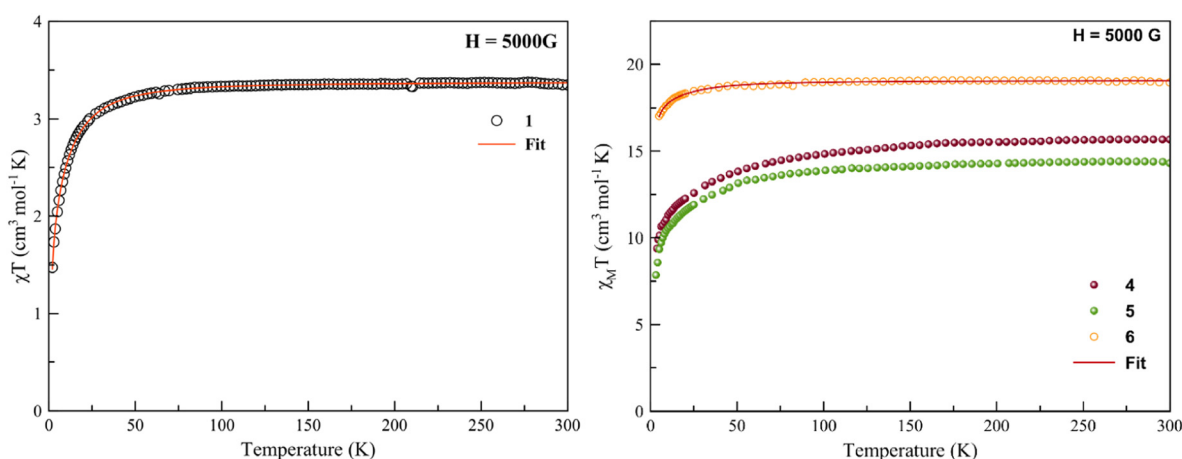 H = 5000G
4
3
2
1
0
χT (cm³ mol⁻¹ K)
1
Fit
0 50 100 150 200 250 300
Temperature (K)
H = 5000 G
20
15
10
5
0
χ_M T (cm³ mol⁻¹ K)
4
5
6
Fit
0 50 100 150 200 250 300
Temperature (K)